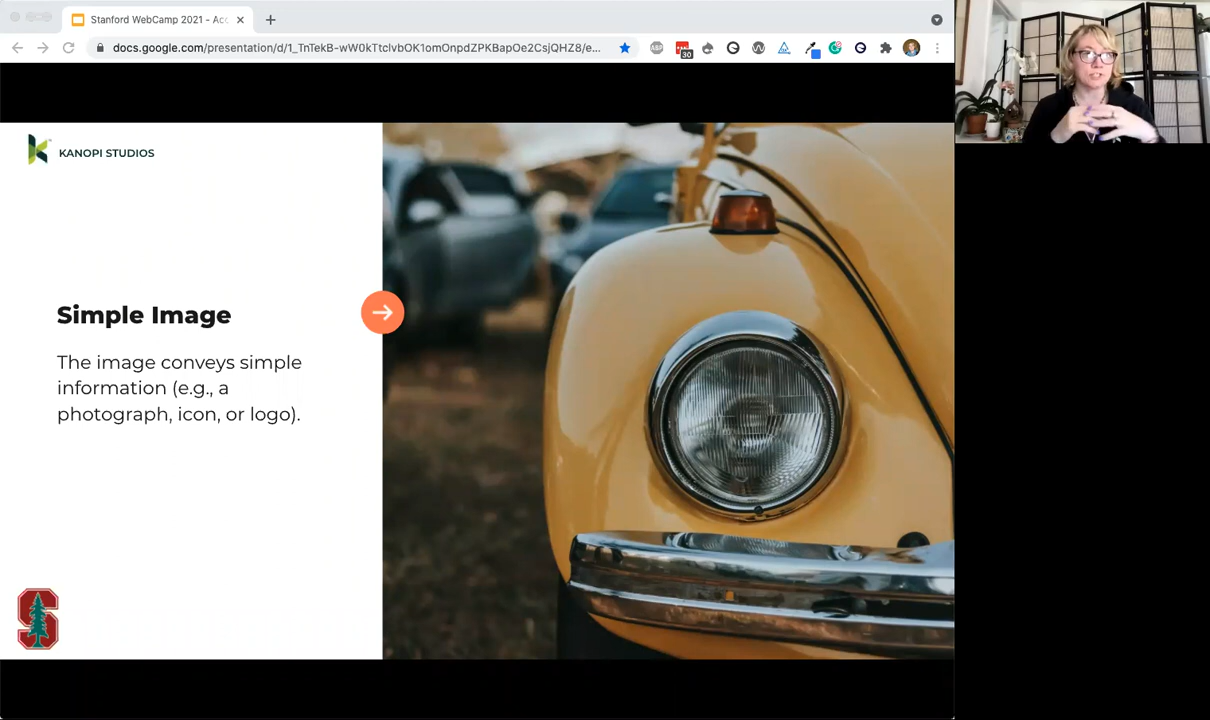 Stanford WebCamp 2021 - Acc
docs.google.com/presentation/d/1_TnTekB-wW0kTtclvbOK1omOnpdZPKBapOe2CsjQHZ8/e...
30
KANOPI STUDIOS
Simple Image
The image conveys simple
information (e.g., a
photograph, icon, or logo).
S